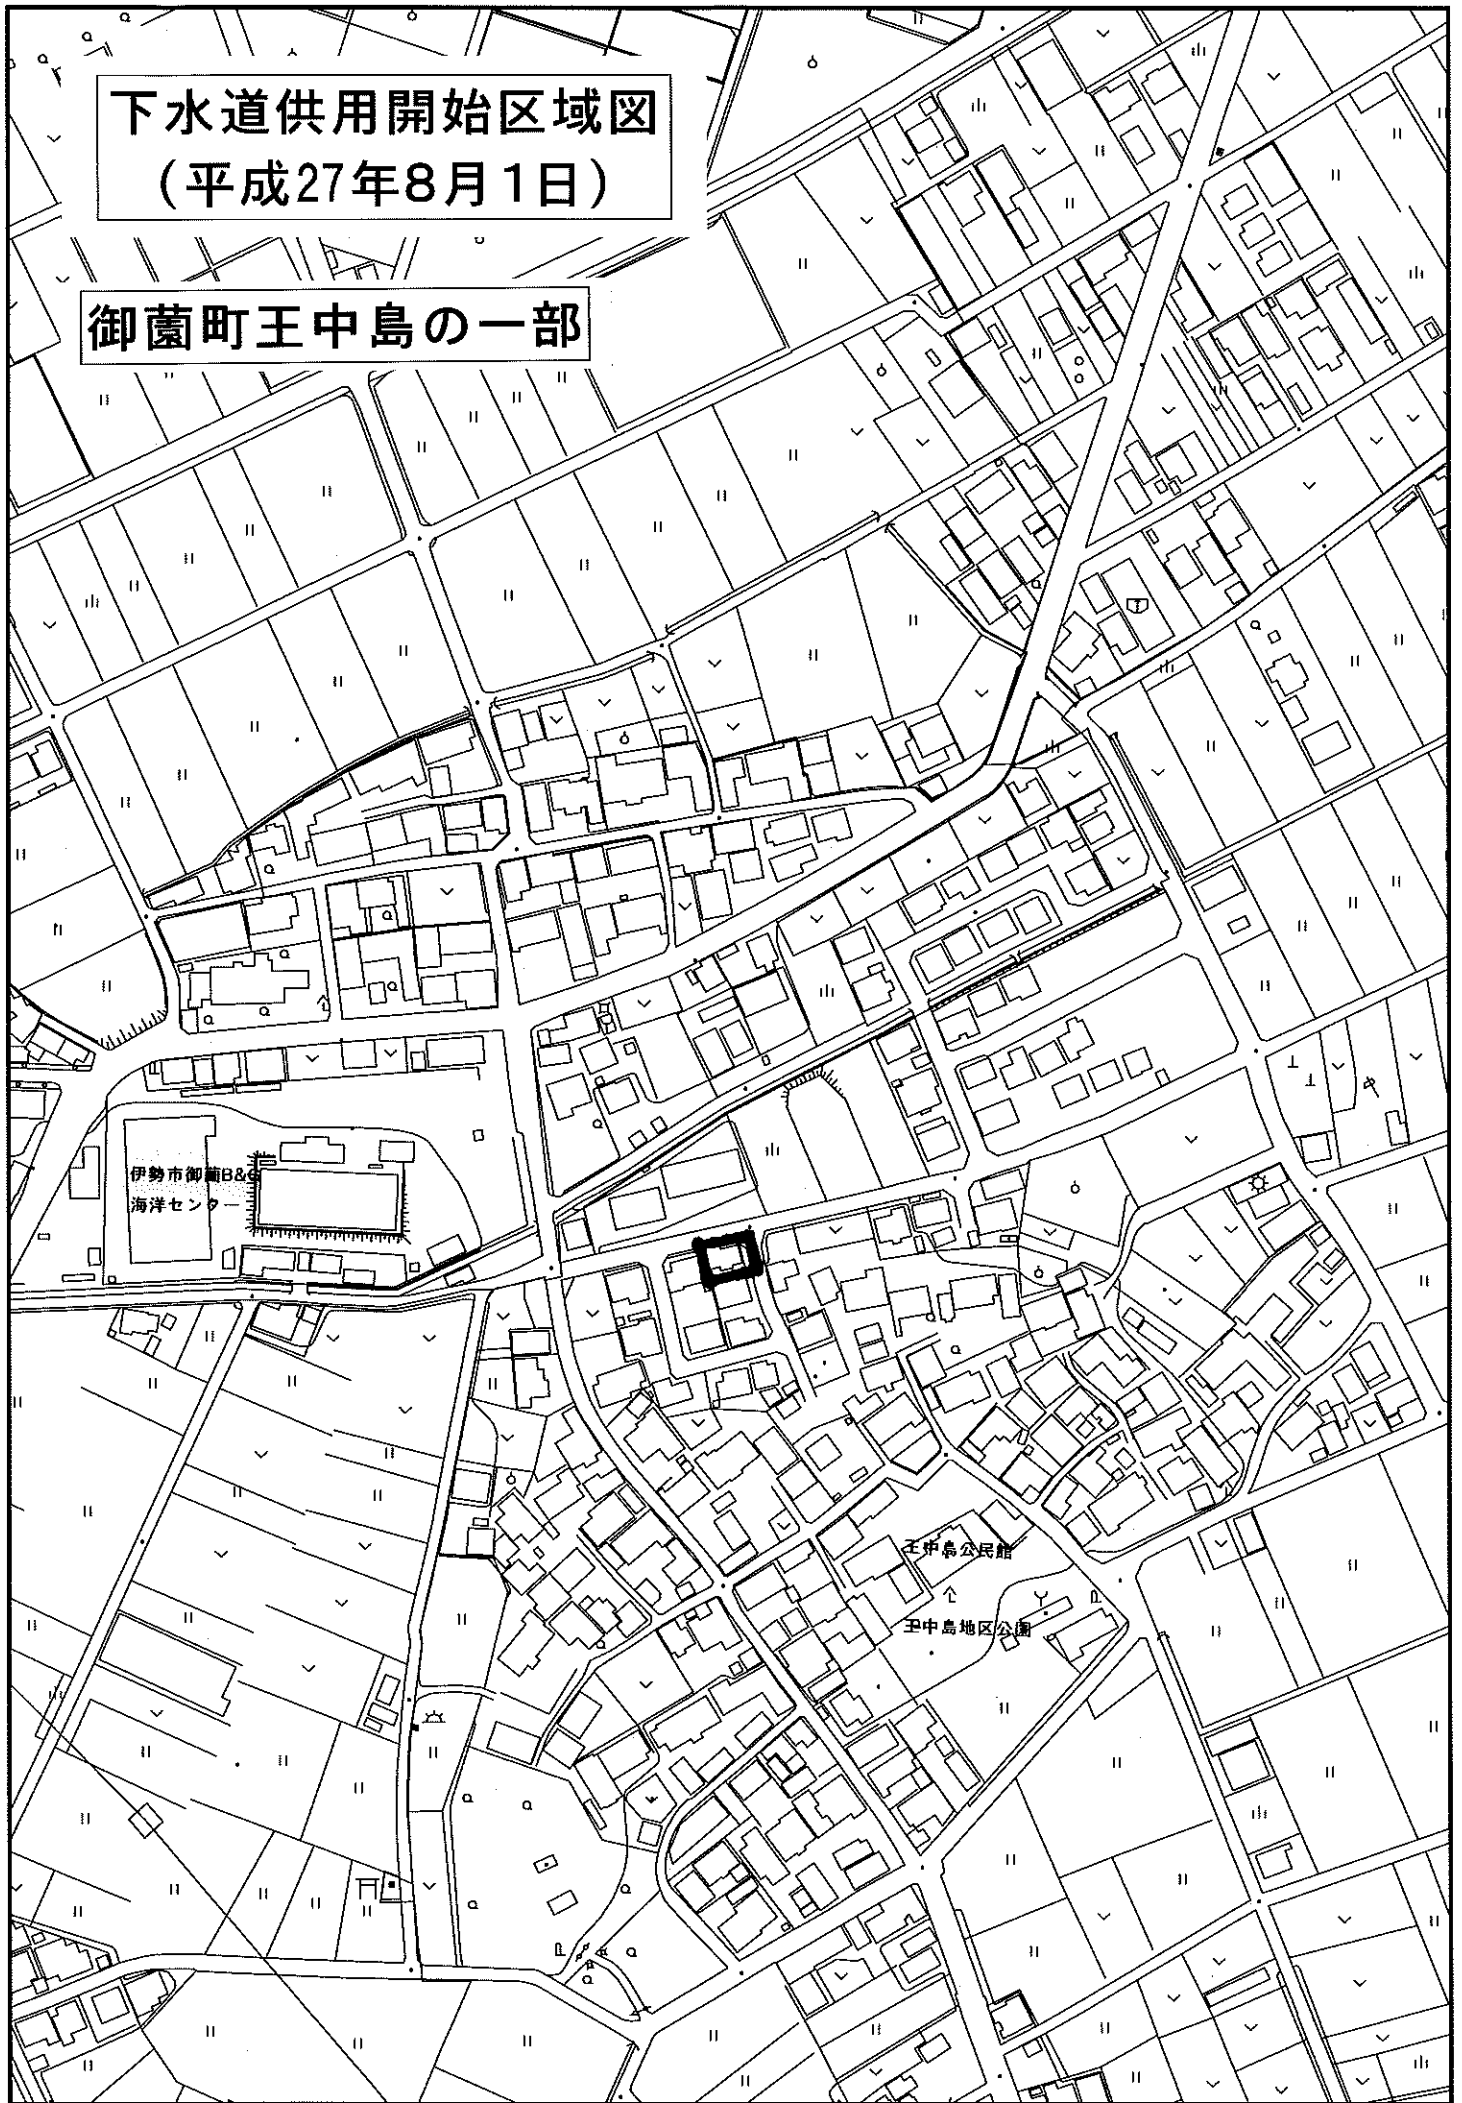 下水道供用開始区域図
(平成27年8月1日)
御薗町王中島の一部
伊勢市御薗B&G
海洋センター
王中島公民館
王中島地区公園